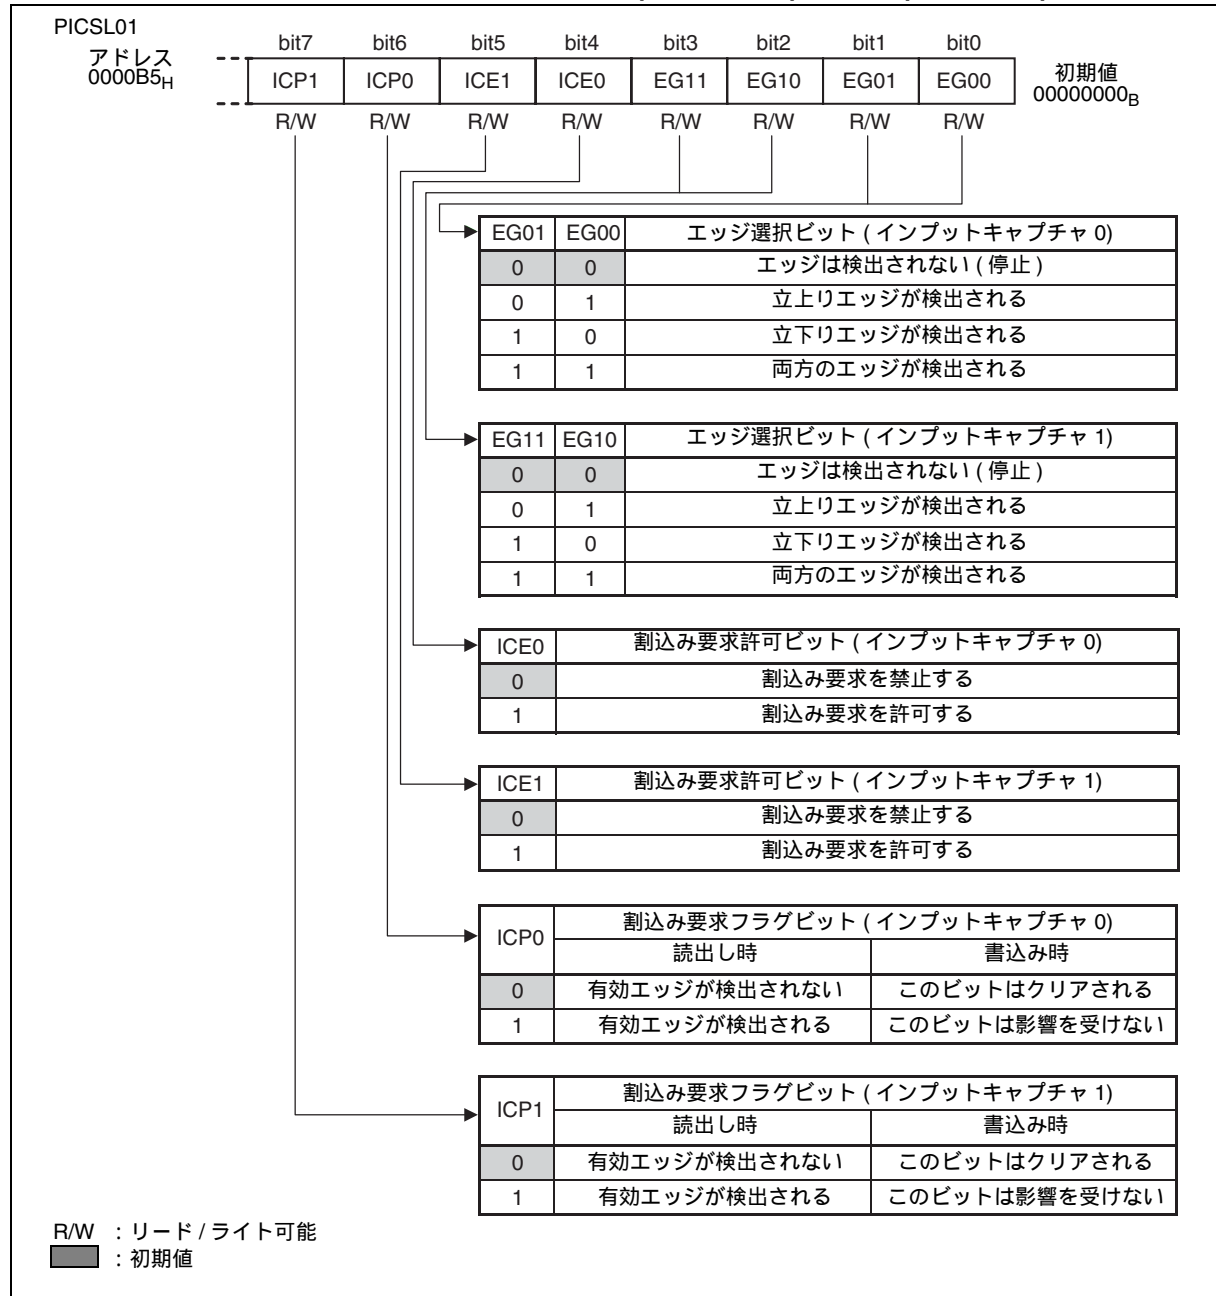 PICSL01
アドレス
0000B5H
bit7 bit6 bit5 bit4 bit3 bit2 bit1 bit0
ICP1 ICP0 ICE1 ICE0 EG11 EG10 EG01 EG00
初期値
00000000B
R/W R/W R/W R/W R/W R/W R/W R/W
EG01 EG00 エッジ選択ビット ( インプットキャプチャ 0)
0 0 エッジは検出されない ( 停止 )
0 1 立上りエッジが検出される
1 0 立下りエッジが検出される
1 1 両方のエッジが検出される
EG11 EG10 エッジ選択ビット ( インプットキャプチャ 1)
0 0 エッジは検出されない ( 停止 )
0 1 立上りエッジが検出される
1 0 立下りエッジが検出される
1 1 両方のエッジが検出される
ICE0 割込み要求許可ビット ( インプットキャプチャ 0)
0 割込み要求を禁止する
1 割込み要求を許可する
ICE1 割込み要求許可ビット ( インプットキャプチャ 1)
0 割込み要求を禁止する
1 割込み要求を許可する
ICP0 割込み要求フラグビット ( インプットキャプチャ 0)
読出し時 書込み時
0 有効エッジが検出されない このビットはクリアされる
1 有効エッジが検出される このビットは影響を受けない
ICP1 割込み要求フラグビット ( インプットキャプチャ 1)
読出し時 書込み時
0 有効エッジが検出されない このビットはクリアされる
1 有効エッジが検出される このビットは影響を受けない
R/W : リード / ライト可能
: 初期値